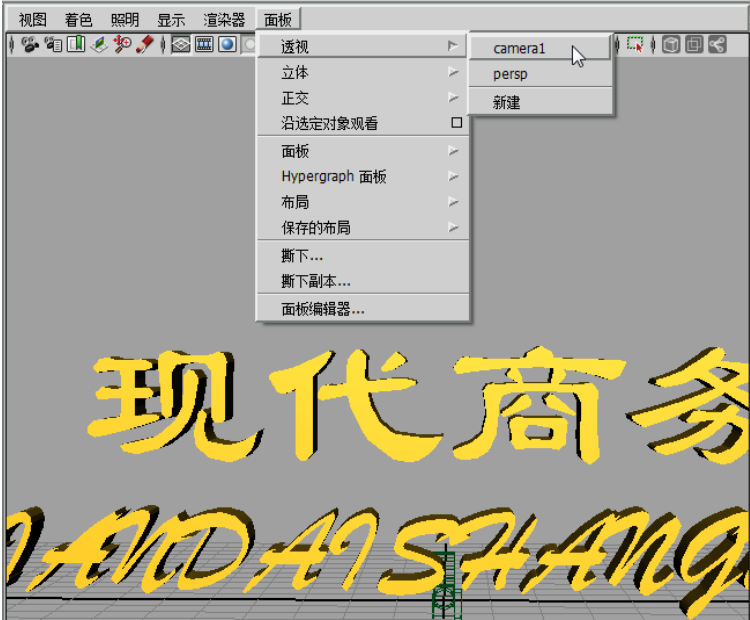 视图 着色 照明 显示 渲染器 面板
透视
camera1
立体
persp
正交
新建
沿选定对象观看
面板
Hypergraph 面板
布局
保存的布局
撕下...
撕下副本...
面板编辑器...
现代商务
IANDAISHANG